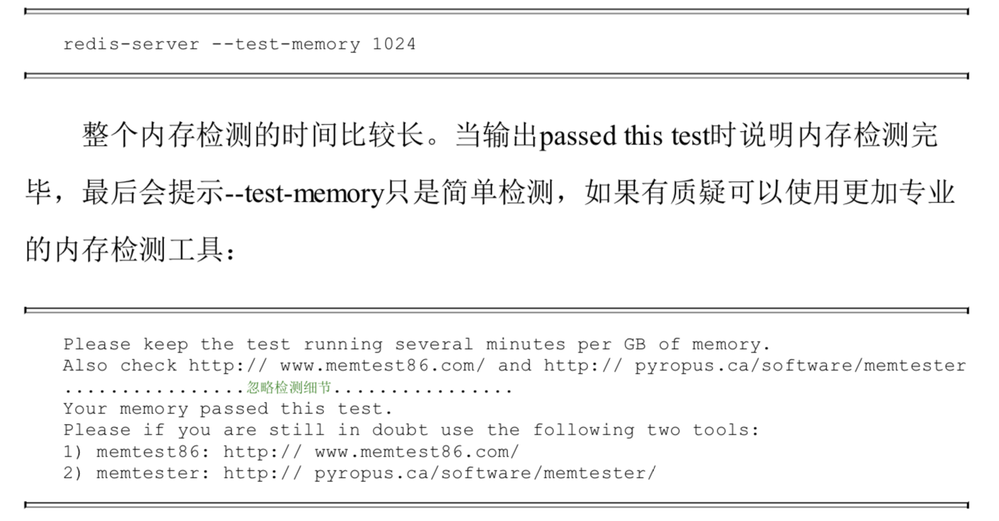 redis-server --test-memory 1024
整个内存检测的时间比较长。当输出passed this test时说明内存检测完
毕，最后会提示--test-memory只是简单检测，如果有质疑可以使用更加专业
的内存检测工具：
Please keep the test running several minutes per GB of memory.
Also check http:// www.memtest86.com/ and http:// pyropus.ca/software/memtester
................忽略检测细节................
Your memory passed this test.
Please if you are still in doubt use the following two tools:
1) memtest86: http:// www.memtest86.com/
2) memtester: http:// pyropus.ca/software/memtester/